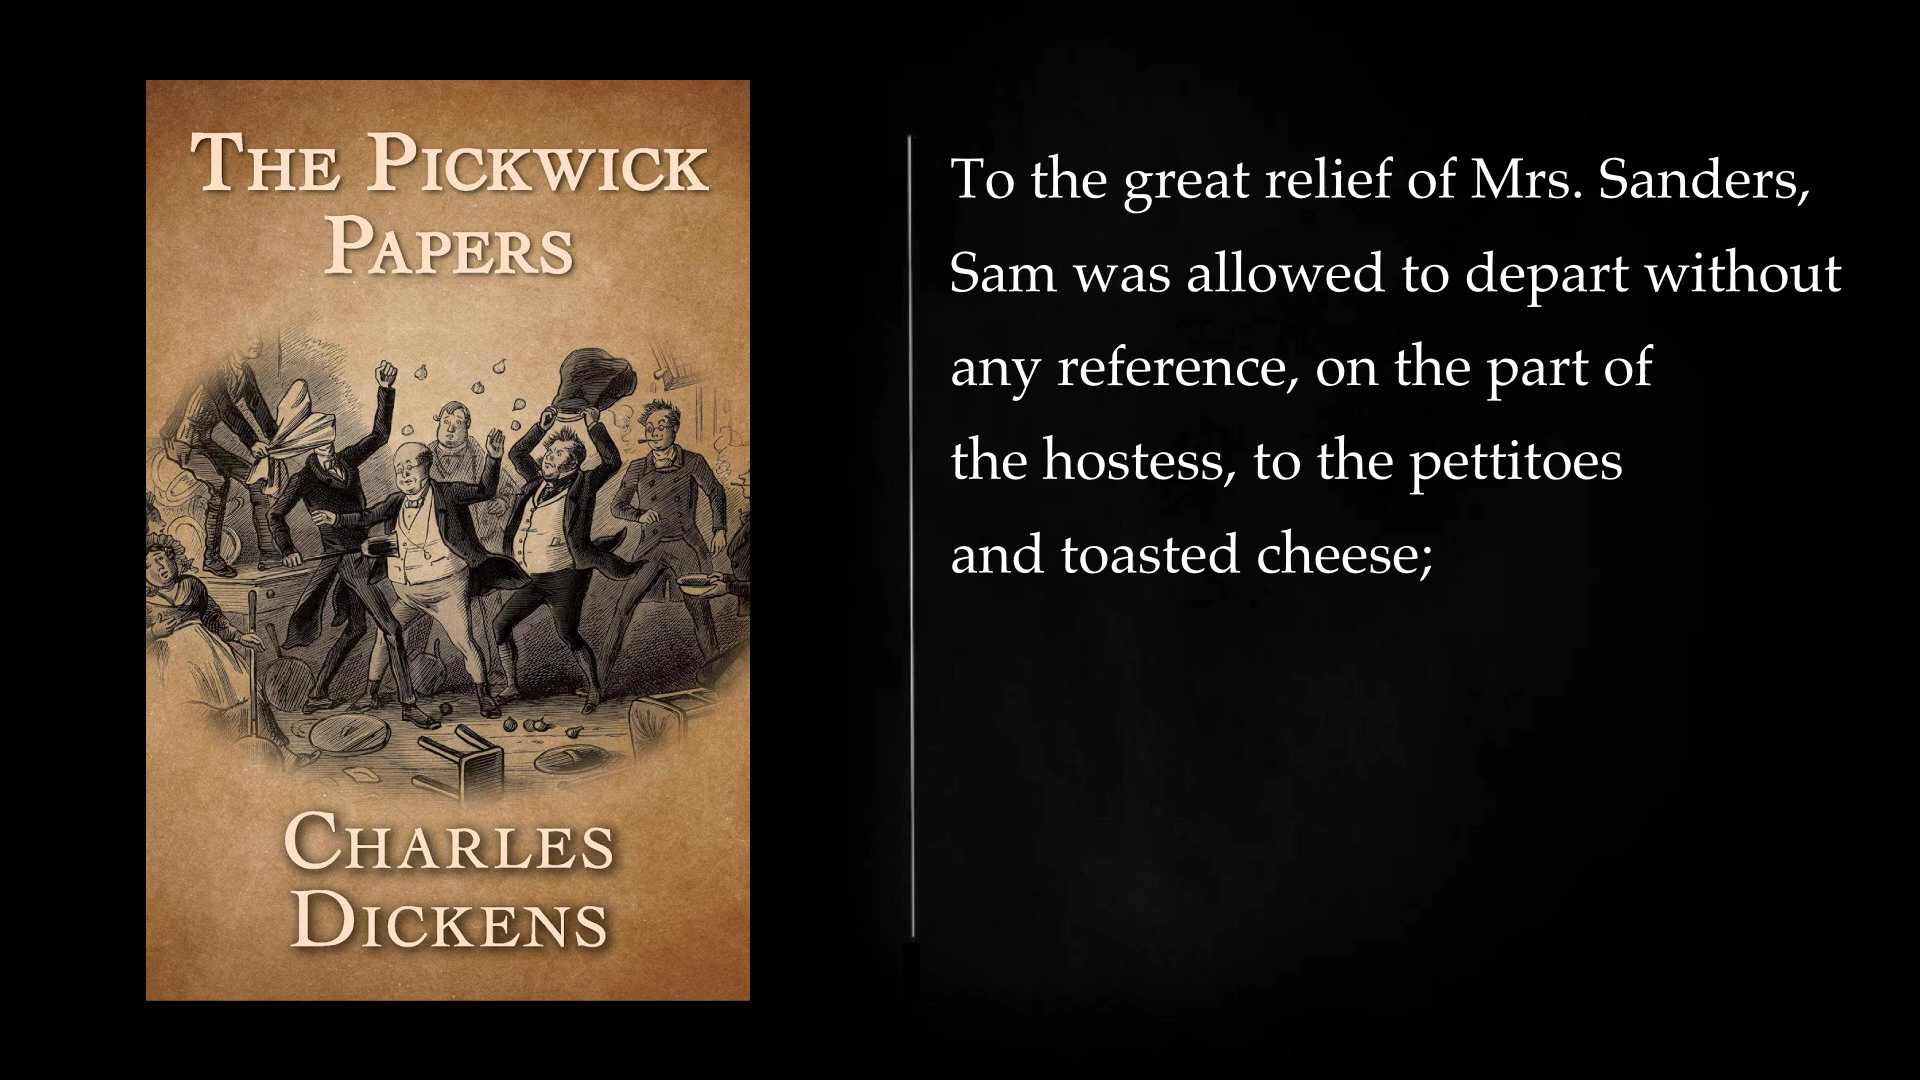 The Pickwick
Papers
Charles
Dickens
To the great relief of Mrs. Sanders,
Sam was allowed to depart without
any reference, on the part of
the hostess, to the pettitoes
and toasted cheese;